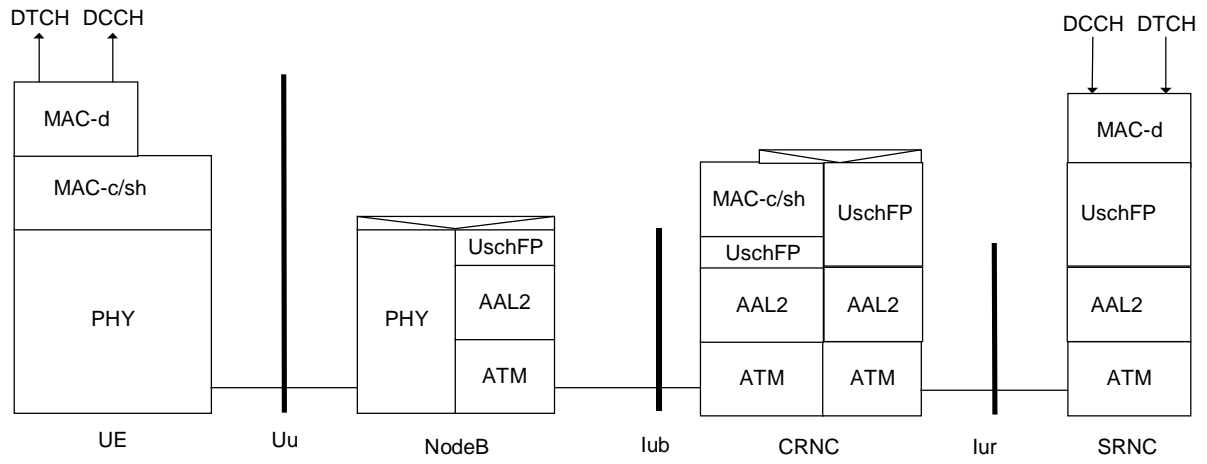 DTCH DCCH
DCCH DTCH
MAC-d
MAC-d
MAC-c/sh
MAC-c/sh
UschFP
UschFP
UschFP
UschFP
PHY
PHY
AAL2
AAL2
AAL2
AAL2
ATM
ATM
ATM
ATM
UE
Uu
NodeB
Iub
CRNC
Iur
SRNC